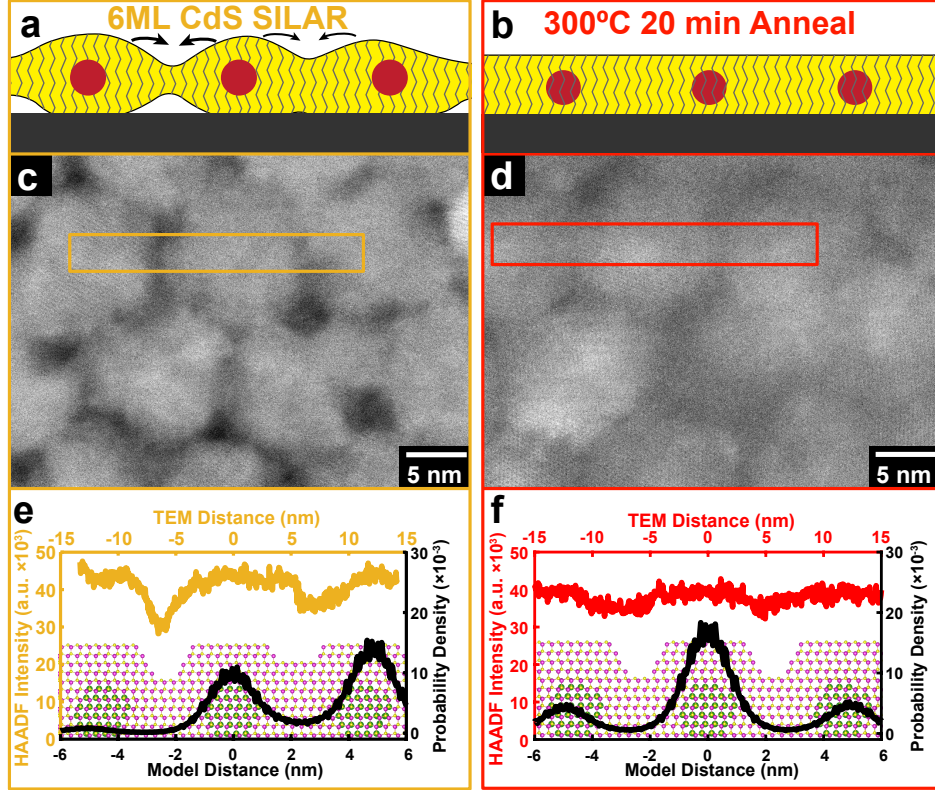 a
6ML CdS SILAR
b
300ºC 20 min Anneal
c
5 nm
d
5 nm
e
TEM Distance (nm)
-15 -10 -5 0 5 10 15
HAADF Intensity (a.u. ×10³)
50
40
30
20
10
0
30
20
10
0
Probability Density (×10⁻³)
-6 -4 -2 0 2 4 6
Model Distance (nm)
f
TEM Distance (nm)
-15 -10 -5 0 5 10 15
HAADF Intensity (a.u. ×10³)
50
40
30
20
10
0
30
20
10
0
Probability Density (×10⁻³)
-6 -4 -2 0 2 4 6
Model Distance (nm)